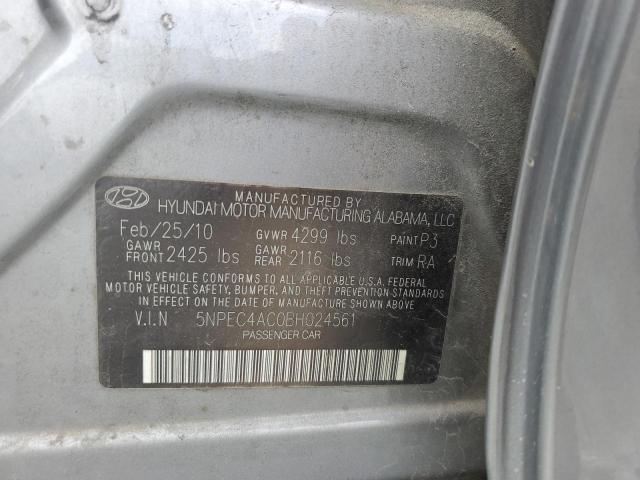 MANUFACTURED BY
HYUNDAI MOTOR MANUFACTURING ALABAMA, LLC
Feb/25/10 GVWR 4299 lbs PAINT P3
GAWR FRONT 2425 lbs GAWR REAR 2116 lbs TRIM RA
THIS VEHICLE CONFORMS TO ALL APPLICABLE U.S.A. FEDERAL
MOTOR VEHICLE SAFETY, BUMPER, AND THEFT PREVENTION STANDARDS
IN EFFECT ON THE DATE OF MANUFACTURE SHOWN ABOVE.
V.I.N 5NPEC4AC0BH024561
PASSENGER CAR